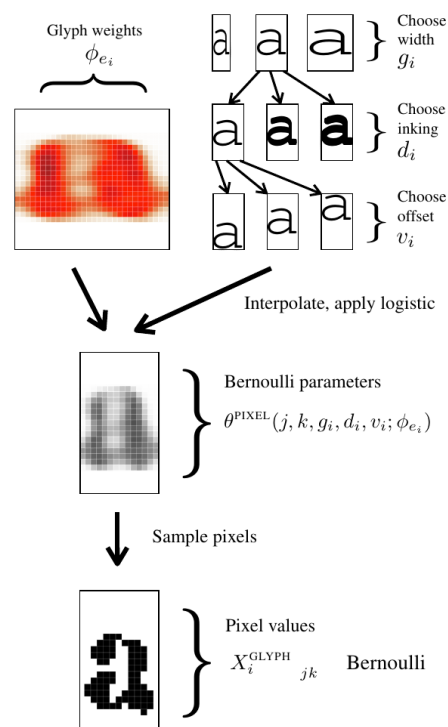 Glyph weights
φ_{e_i}
a a a
Choose
width
g_i
a a a
Choose
inking
d_i
a a a
Choose
offset
v_i
Interpolate, apply logistic
Bernoulli parameters
θ^{PIXEL}(j, k, g_i, d_i, v_i; φ_{e_i})
Sample pixels
a
Pixel values
X_i^{GLYPH} _{jk} Bernoulli